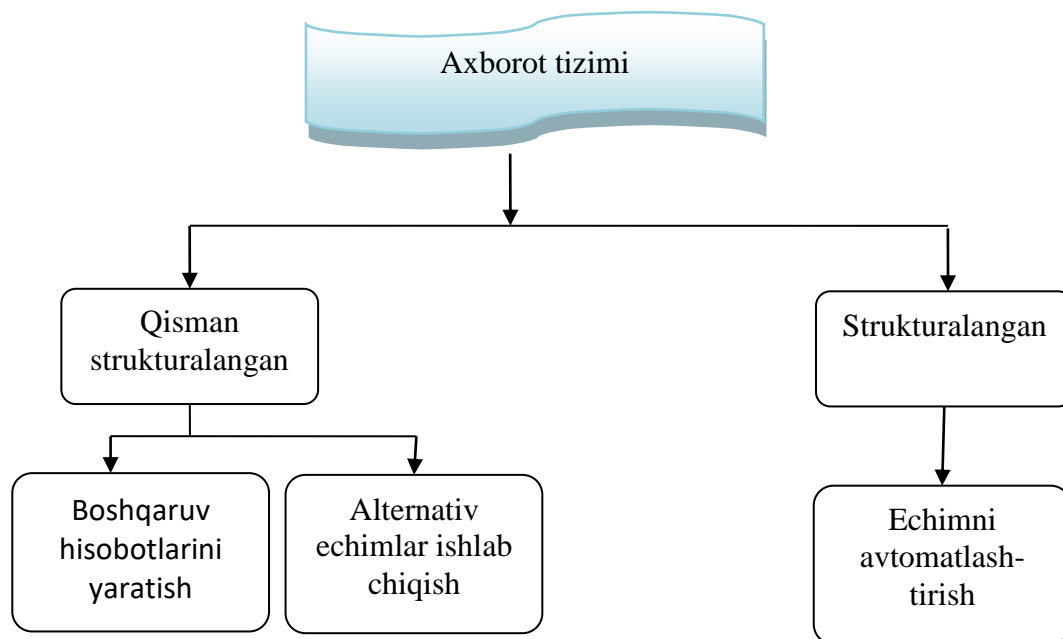 Axborot tizimi
Qisman
strukturalangan
Strukturalangan
Boshqaruv
hisobotlarini
yaratish
Alternativ
echimlar ishlab
chiqish
Echimni
avtomatlash-
tirish